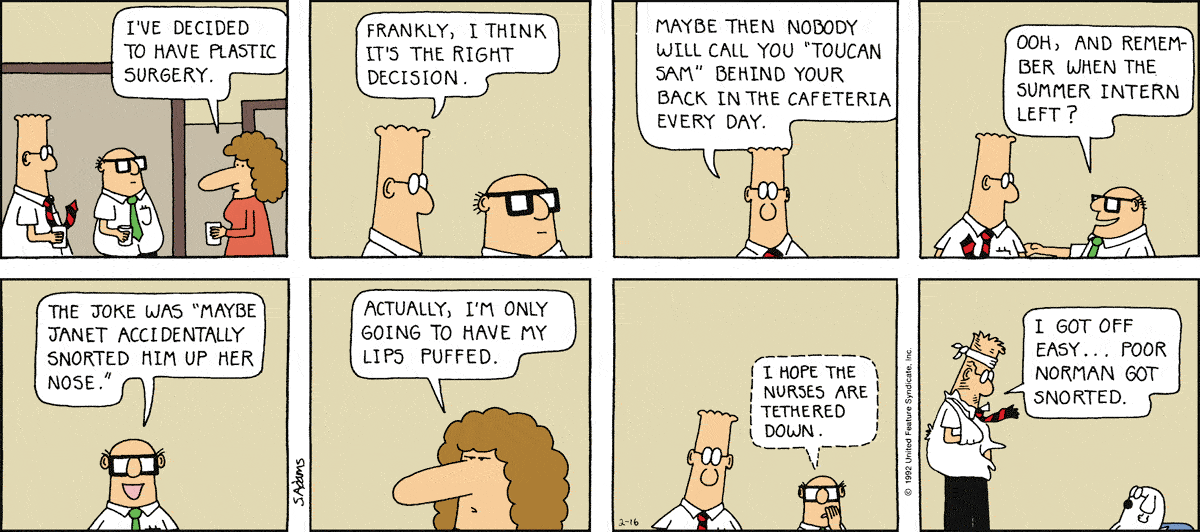 I'VE DECIDED
TO HAVE PLASTIC
SURGERY.
FRANKLY, I THINK
IT'S THE RIGHT
DECISION.
MAYBE THEN NOBODY
WILL CALL YOU "TOUCAN
SAM" BEHIND YOUR
BACK IN THE CAFETERIA
EVERY DAY.
OOH, AND REMEM-
BER WHEN THE
SUMMER INTERN
LEFT?
THE JOKE WAS "MAYBE
JANET ACCIDENTALLY
SNORTED HIM UP HER
NOSE."
S.Adams
ACTUALLY, I'M ONLY
GOING TO HAVE MY
LIPS PUFFED.
I HOPE THE
NURSES ARE
TETHERED
DOWN.
2-16
© 1992 United Feature Syndicate, Inc.
I GOT OFF
EASY... POOR
NORMAN GOT
SNORTED.